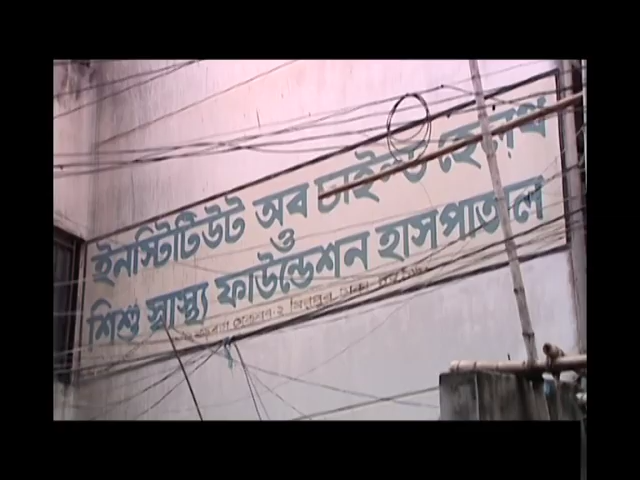 ইনস্টিটিউট অব চাইল্ড হেলথ
ও
শিশু স্বাস্থ্য ফাউন্ডেশন হাসপাতাল